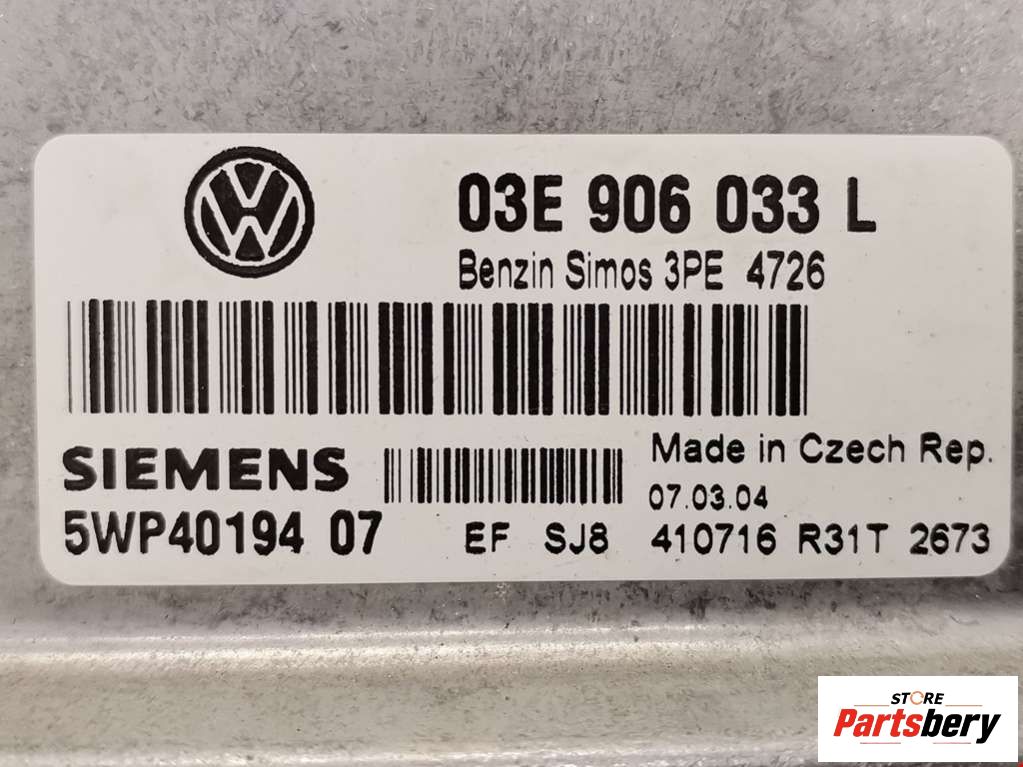 03E 906 033 L
Benzin Simos 3PE 4726
SIEMENS
Made in Czech Rep.
07.03.04
5WP40194 07
EF SJ8 410716 R31T 2673
STORE
Partsbery